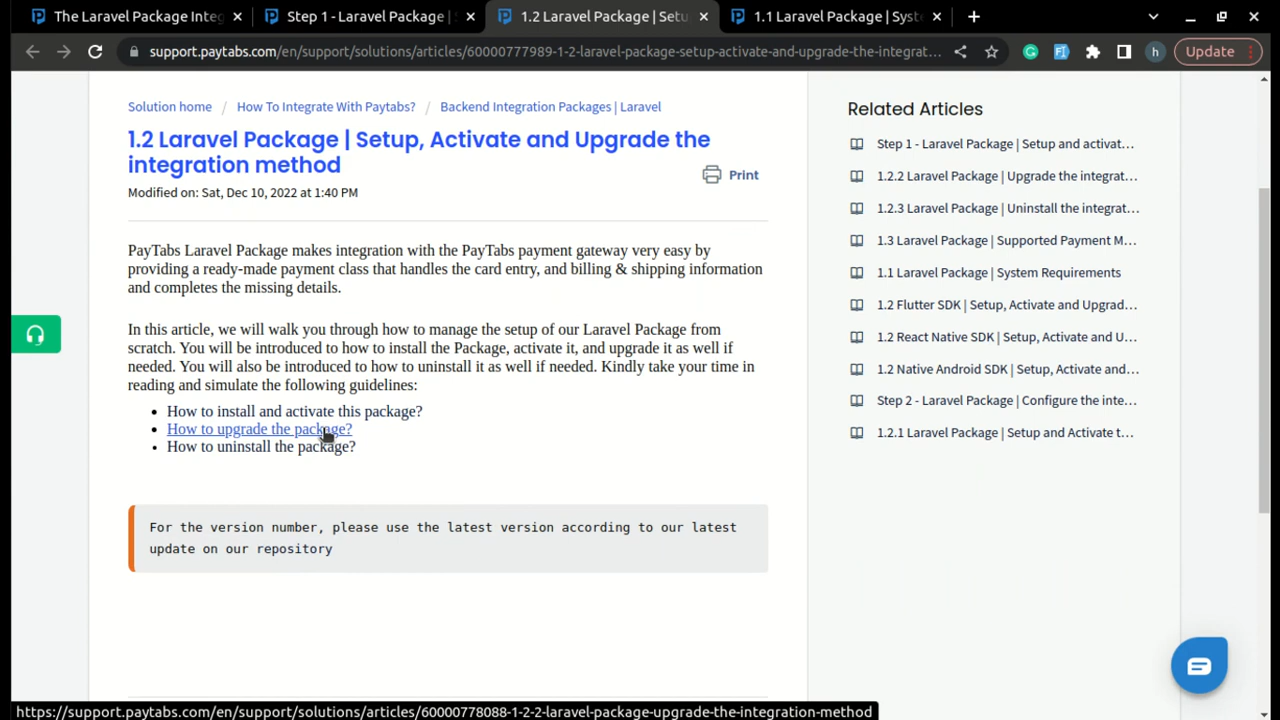 The Laravel Package Integ
Step 1 - Laravel Package | S
1.2 Laravel Package | Setu
1.1 Laravel Package | Syst
support.paytabs.com/en/support/solutions/articles/60000777989-1-2-laravel-package-setup-activate-and-upgrade-the-integrat...
h
Update
Solution home / How To Integrate With Paytabs? / Backend Integration Packages | Laravel
1.2 Laravel Package | Setup, Activate and Upgrade the
integration method
Print
Modified on: Sat, Dec 10, 2022 at 1:40 PM
PayTabs Laravel Package makes integration with the PayTabs payment gateway very easy by
providing a ready-made payment class that handles the card entry, and billing & shipping information
and completes the missing details.
In this article, we will walk you through how to manage the setup of our Laravel Package from
scratch. You will be introduced to how to install the Package, activate it, and upgrade it as well if
needed. You will also be introduced to how to uninstall it as well if needed. Kindly take your time in
reading and simulate the following guidelines:
• How to install and activate this package?
• How to upgrade the package?
• How to uninstall the package?
For the version number, please use the latest version according to our latest
update on our repository
Related Articles
Step 1 - Laravel Package | Setup and activat...
1.2.2 Laravel Package | Upgrade the integrat...
1.2.3 Laravel Package | Uninstall the integrat...
1.3 Laravel Package | Supported Payment M...
1.1 Laravel Package | System Requirements
1.2 Flutter SDK | Setup, Activate and Upgrad...
1.2 React Native SDK | Setup, Activate and U...
1.2 Native Android SDK | Setup, Activate and...
Step 2 - Laravel Package | Configure the inte...
1.2.1 Laravel Package | Setup and Activate t...
https://support.paytabs.com/en/support/solutions/articles/60000778088-1-2-2-laravel-package-upgrade-the-integration-method